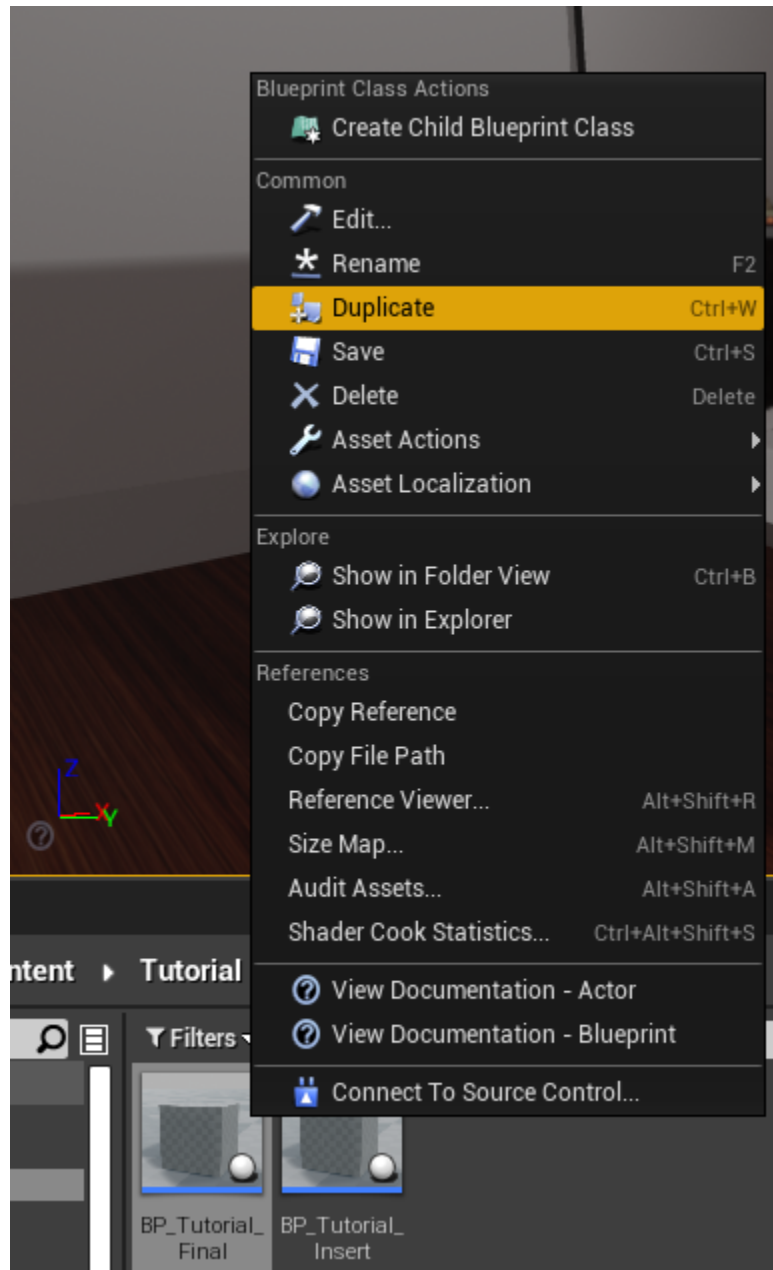 Blueprint Class Actions
Create Child Blueprint Class
Common
Edit...
Rename F2
Duplicate Ctrl+W
Save Ctrl+S
Delete Delete
Asset Actions
Asset Localization
Explore
Show in Folder View Ctrl+B
Show in Explorer
References
Copy Reference
Copy File Path
Reference Viewer... Alt+Shift+R
Size Map... Alt+Shift+M
Audit Assets... Alt+Shift+A
Shader Cook Statistics... Ctrl+Alt+Shift+S
View Documentation - Actor
View Documentation - Blueprint
Connect To Source Control...
Z
X
Y
ntent Tutorial
Filters
BP_Tutorial_
Final
BP_Tutorial_
Insert